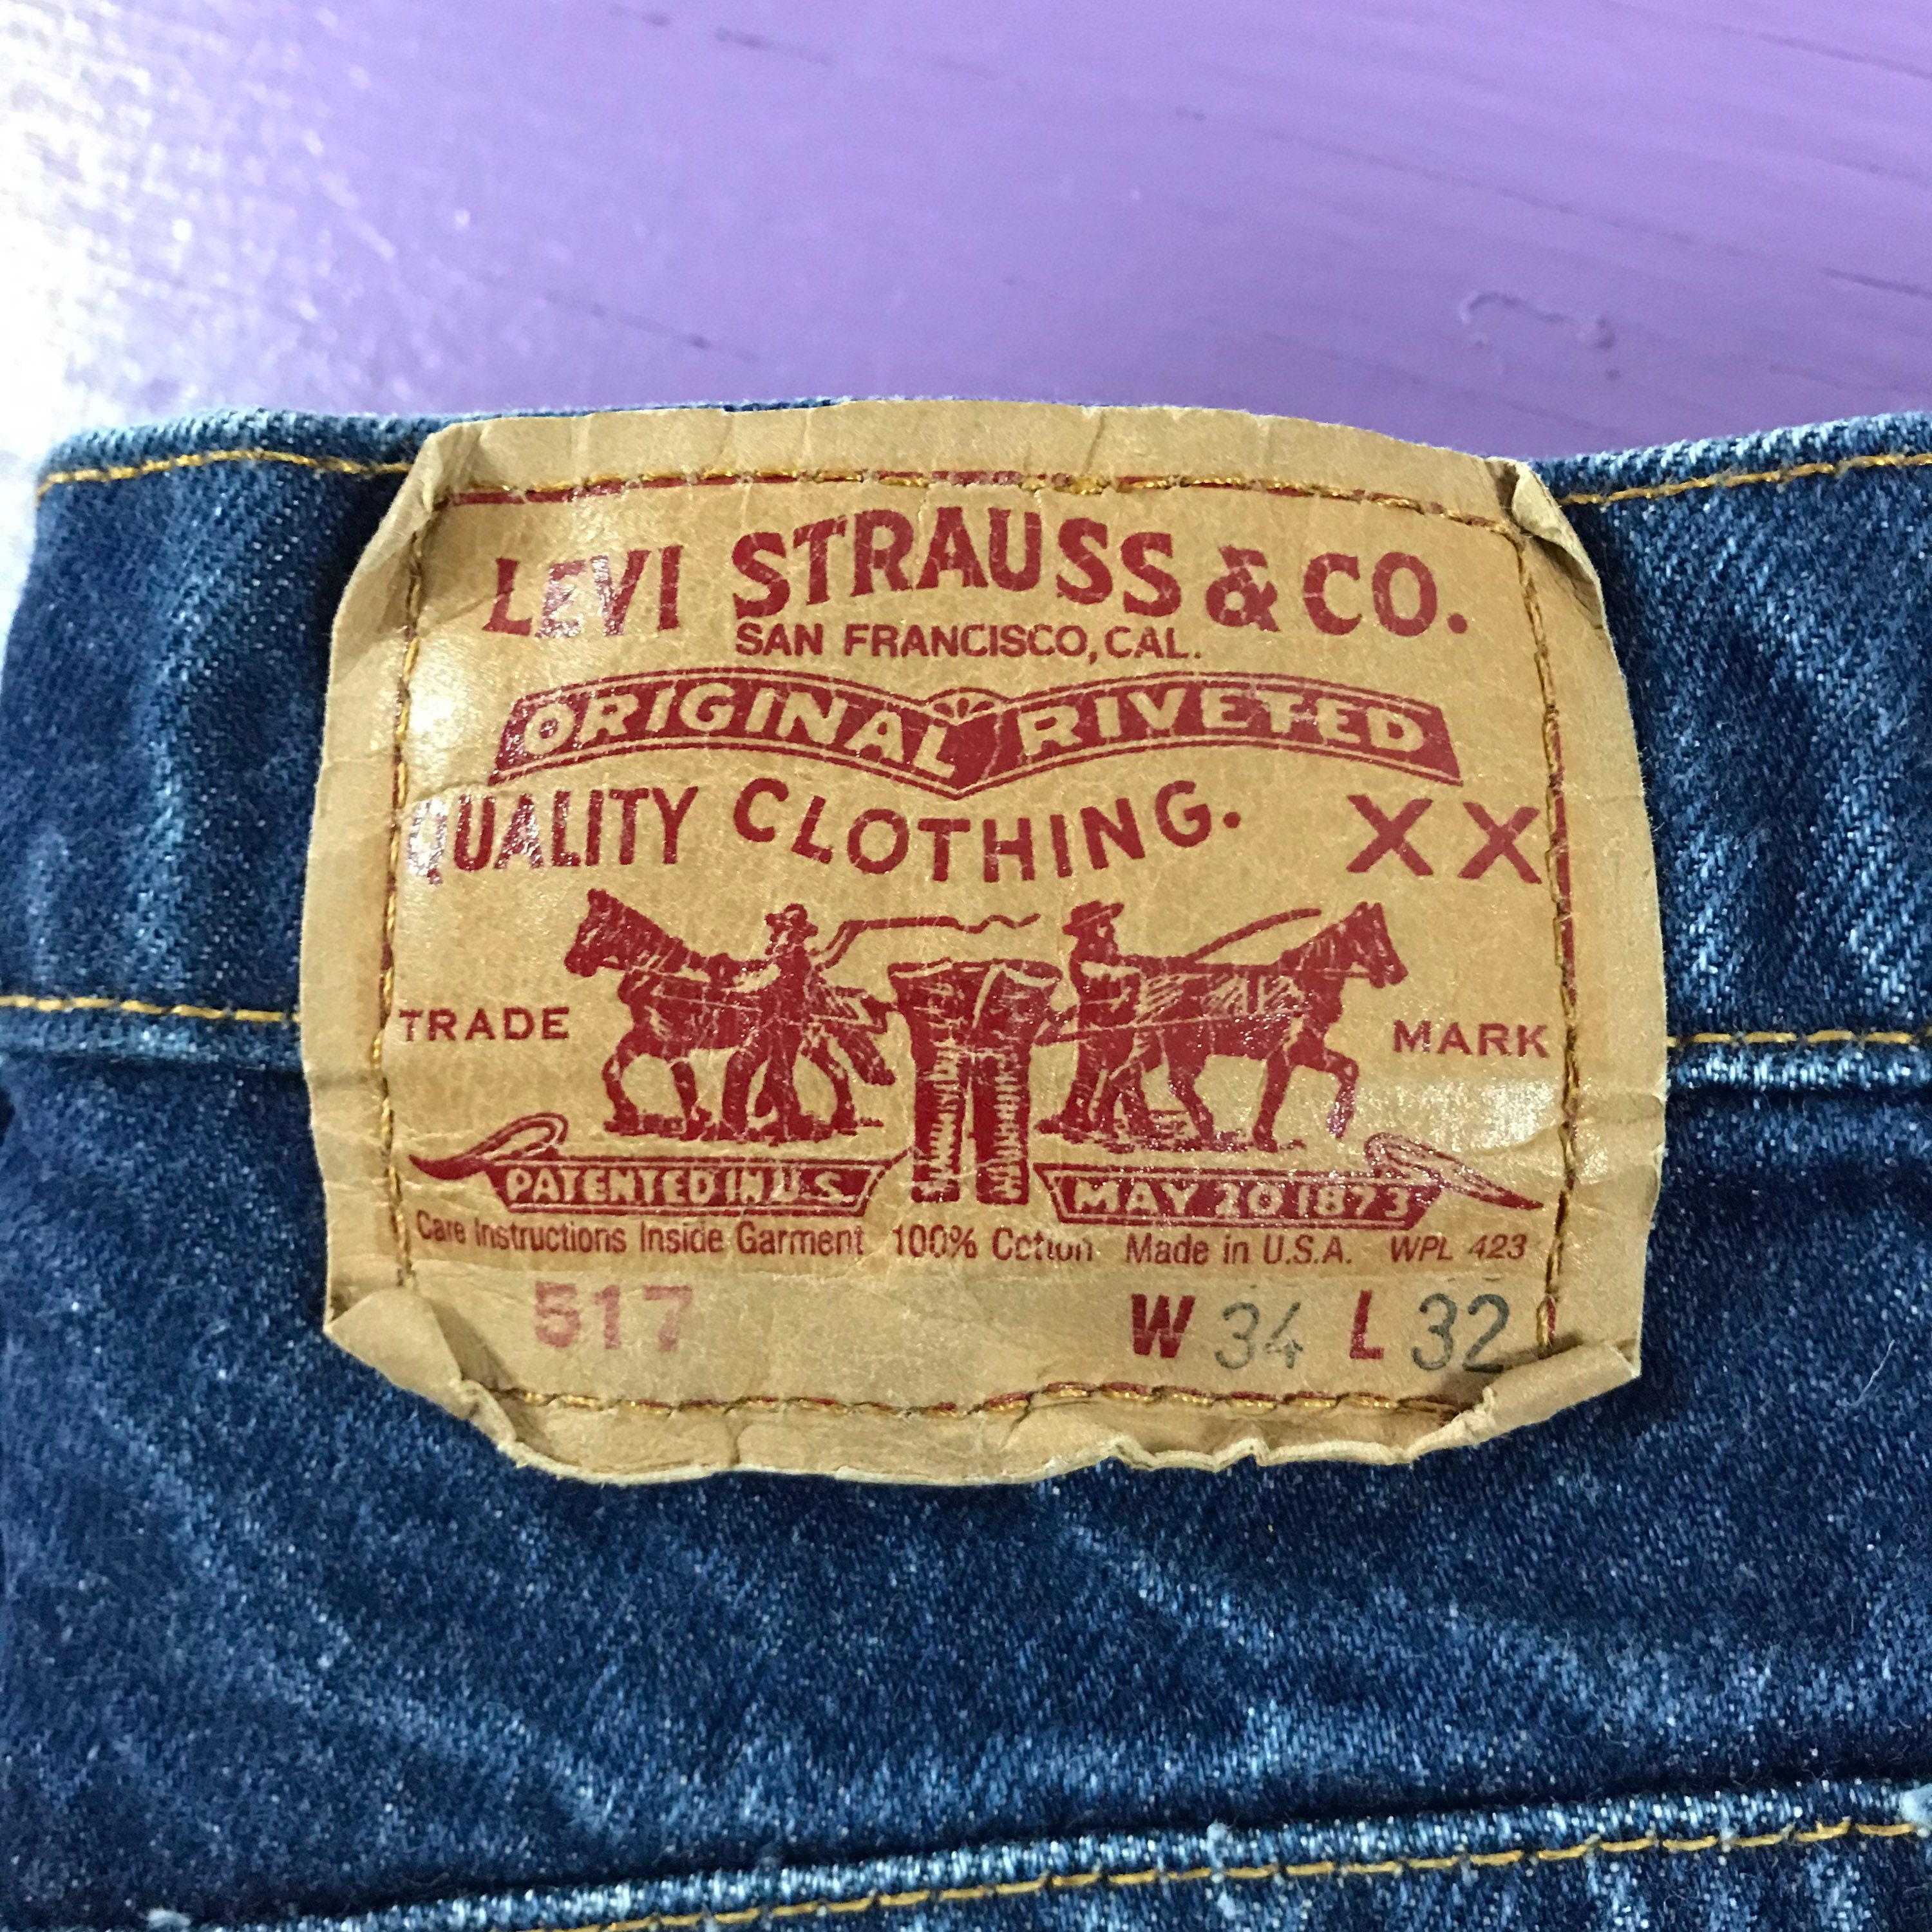 LEVI STRAUSS & CO.
SAN FRANCISCO, CAL.
ORIGINAL RIVETED
QUALITY CLOTHING. XX
TRADE MARK
PATENTED IN U.S. MAY 20 1873
Care Instructions Inside Garment 100% Cotton Made in U.S.A. WPL 423
517 W 34 L 32